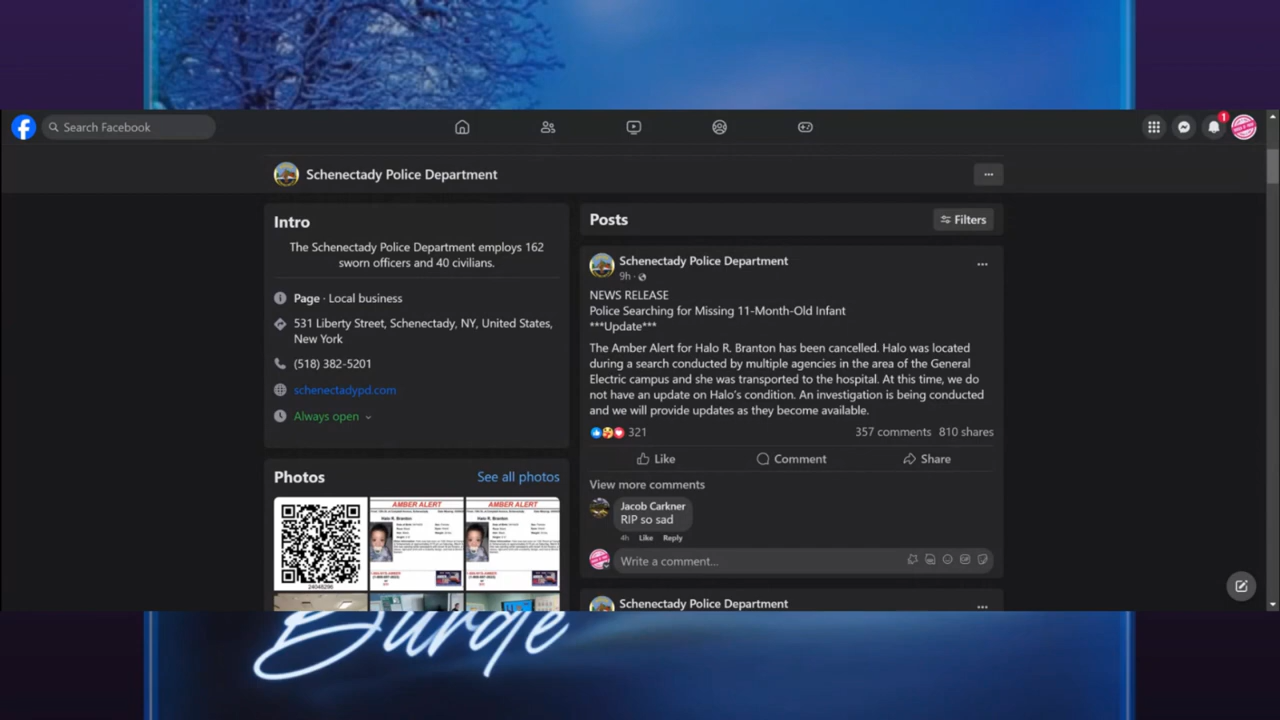 Search Facebook
1
Schenectady Police Department
Intro
The Schenectady Police Department employs 162
sworn officers and 40 civilians.
Page · Local business
531 Liberty Street, Schenectady, NY, United States,
New York
(518) 382-5201
schenectadypd.com
Always open
Photos
See all photos
24048296
AMBER ALERT
Halo R. Branton
AMBER ALERT
Halo R. Branton
Posts
Filters
Schenectady Police Department
9h ·
NEWS RELEASE
Police Searching for Missing 11-Month-Old Infant
***Update***
The Amber Alert for Halo R. Branton has been cancelled. Halo was located
during a search conducted by multiple agencies in the area of the General
Electric campus and she was transported to the hospital. At this time, we do
not have an update on Halo's condition. An investigation is being conducted
and we will provide updates as they become available.
321
357 comments 810 shares
Like Comment Share
View more comments
Jacob Carkner
RIP so sad
4h Like Reply
Write a comment...
Schenectady Police Department
Burge